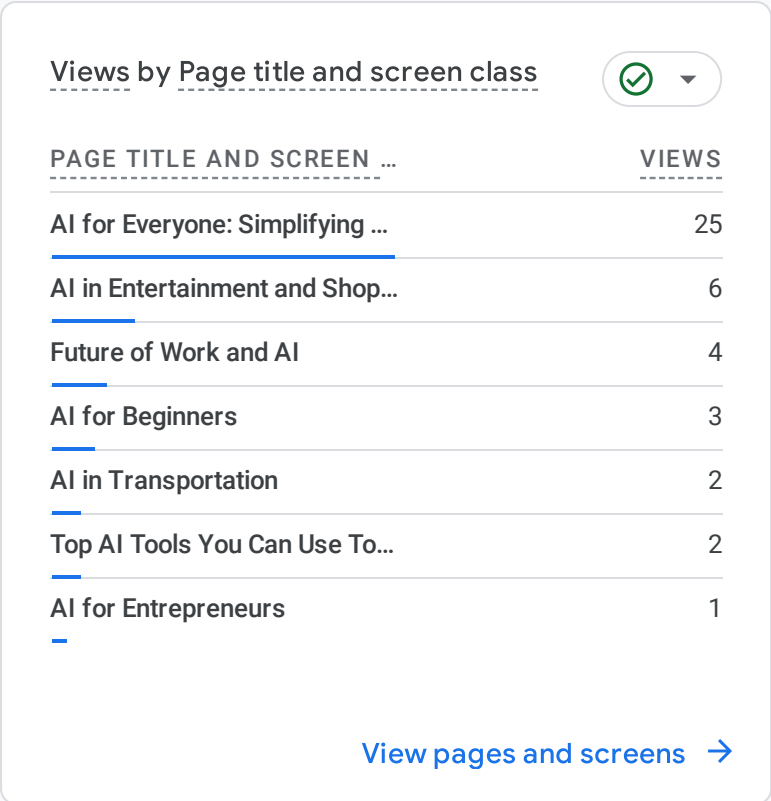 Views by Page title and screen class
PAGE TITLE AND SCREEN ... VIEWS
AI for Everyone: Simplifying ... 25
AI in Entertainment and Shop... 6
Future of Work and AI 4
AI for Beginners 3
AI in Transportation 2
Top AI Tools You Can Use To... 2
AI for Entrepreneurs 1
View pages and screens